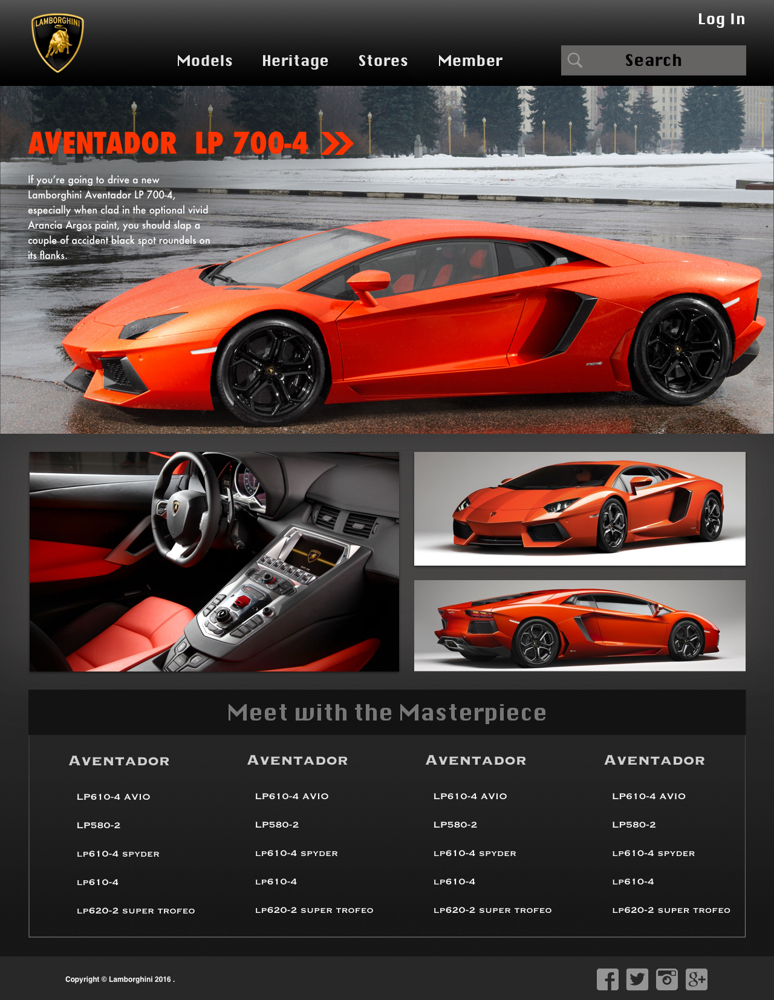 LAMBORGHINI
Log In
Models Heritage Stores Member Search
AVENTADOR LP 700-4
If you're going to drive a new
Lamborghini Aventador LP 700-4,
especially when clad in the optional vivid
Arancia Argos paint, you should slap a
couple of accident black spot roundels on
its flanks.
Meet with the Masterpiece
AVENTADOR AVENTADOR AVENTADOR AVENTADOR
LP610-4 AVIO LP610-4 AVIO LP610-4 AVIO LP610-4 AVIO
LP580-2 LP580-2 LP580-2 LP580-2
LP610-4 SPYDER LP610-4 SPYDER LP610-4 SPYDER LP610-4 SPYDER
LP610-4 LP610-4 LP610-4 LP610-4
LP620-2 SUPER TROFEO LP620-2 SUPER TROFEO LP620-2 SUPER TROFEO LP620-2 SUPER TROFEO
Copyright © Lamborghini 2016 .